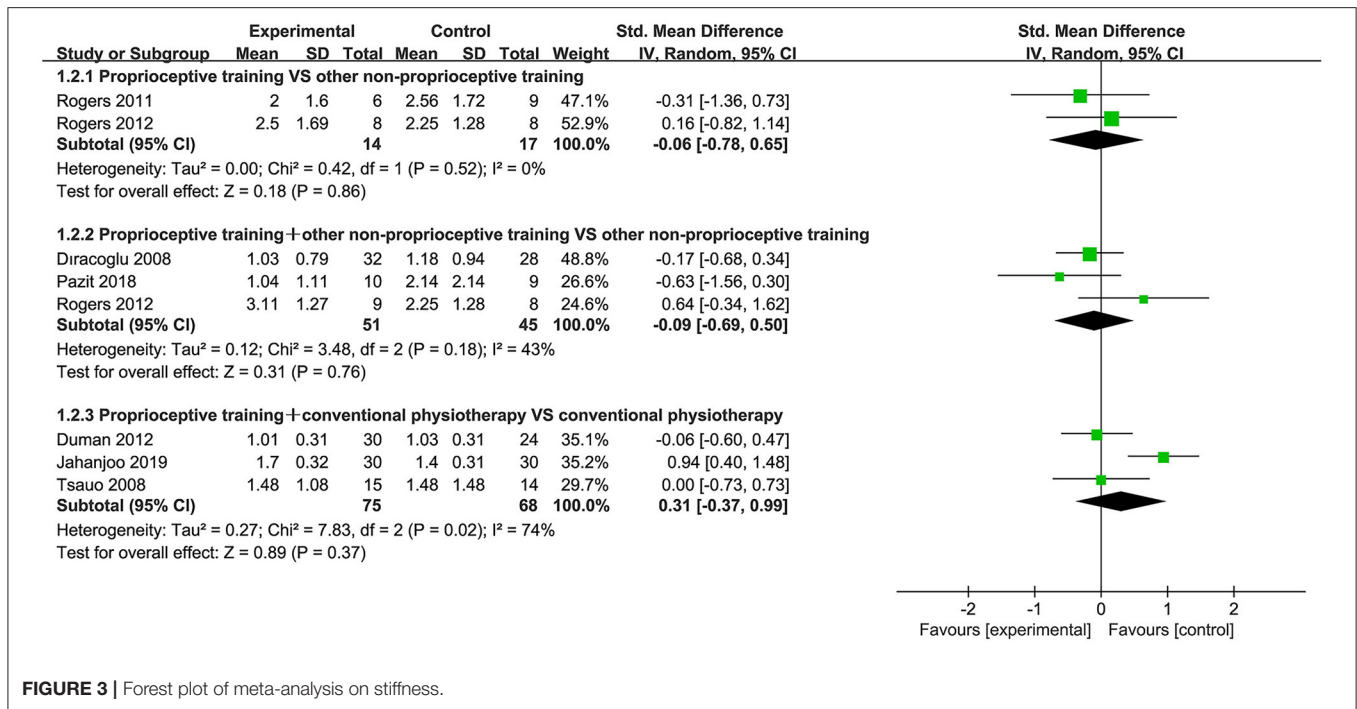 Experimental Control Std. Mean Difference Std. Mean Difference
Study or Subgroup Mean SD Total Mean SD Total Weight IV, Random, 95% CI IV, Random, 95% CI
1.2.1 Proprioceptive training VS other non-proprioceptive training
Rogers 2011 2 1.6 6 2.56 1.72 9 47.1% -0.31 [-1.36, 0.73]
Rogers 2012 2.5 1.69 8 2.25 1.28 8 52.9% 0.16 [-0.82, 1.14]
Subtotal (95% CI) 14 17 100.0% -0.06 [-0.78, 0.65]
Heterogeneity: Tau² = 0.00; Chi² = 0.42, df = 1 (P = 0.52); I² = 0%
Test for overall effect: Z = 0.18 (P = 0.86)
1.2.2 Proprioceptive training+other non-proprioceptive training VS other non-proprioceptive training
Dıracoglu 2008 1.03 0.79 32 1.18 0.94 28 48.8% -0.17 [-0.68, 0.34]
Pazit 2018 1.04 1.11 10 2.14 2.14 9 26.6% -0.63 [-1.56, 0.30]
Rogers 2012 3.11 1.27 9 2.25 1.28 8 24.6% 0.64 [-0.34, 1.62]
Subtotal (95% CI) 51 45 100.0% -0.09 [-0.69, 0.50]
Heterogeneity: Tau² = 0.12; Chi² = 3.48, df = 2 (P = 0.18); I² = 43%
Test for overall effect: Z = 0.31 (P = 0.76)
1.2.3 Proprioceptive training+conventional physiotherapy VS conventional physiotherapy
Duman 2012 1.01 0.31 30 1.03 0.31 24 35.1% -0.06 [-0.60, 0.47]
Jahanjoo 2019 1.7 0.32 30 1.4 0.31 30 35.2% 0.94 [0.40, 1.48]
Tsauo 2008 1.48 1.08 15 1.48 1.48 14 29.7% 0.00 [-0.73, 0.73]
Subtotal (95% CI) 75 68 100.0% 0.31 [-0.37, 0.99]
Heterogeneity: Tau² = 0.27; Chi² = 7.83, df = 2 (P = 0.02); I² = 74%
Test for overall effect: Z = 0.89 (P = 0.37)
-2 -1 0 1 2
Favours [experimental] Favours [control]
FIGURE 3 | Forest plot of meta-analysis on stiffness.